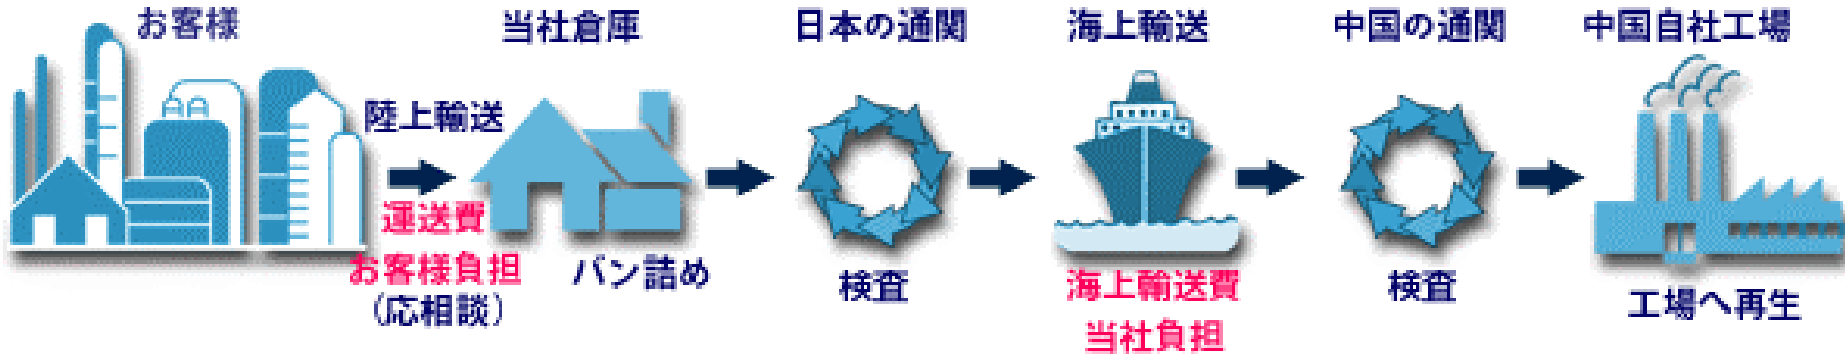 お客様
当社倉庫
日本の通関
海上輸送
中国の通関
中国自社工場
陸上輸送
運送費
お客様負担
(応相談)
バン詰め
検査
海上輸送費
当社負担
検査
工場へ再生